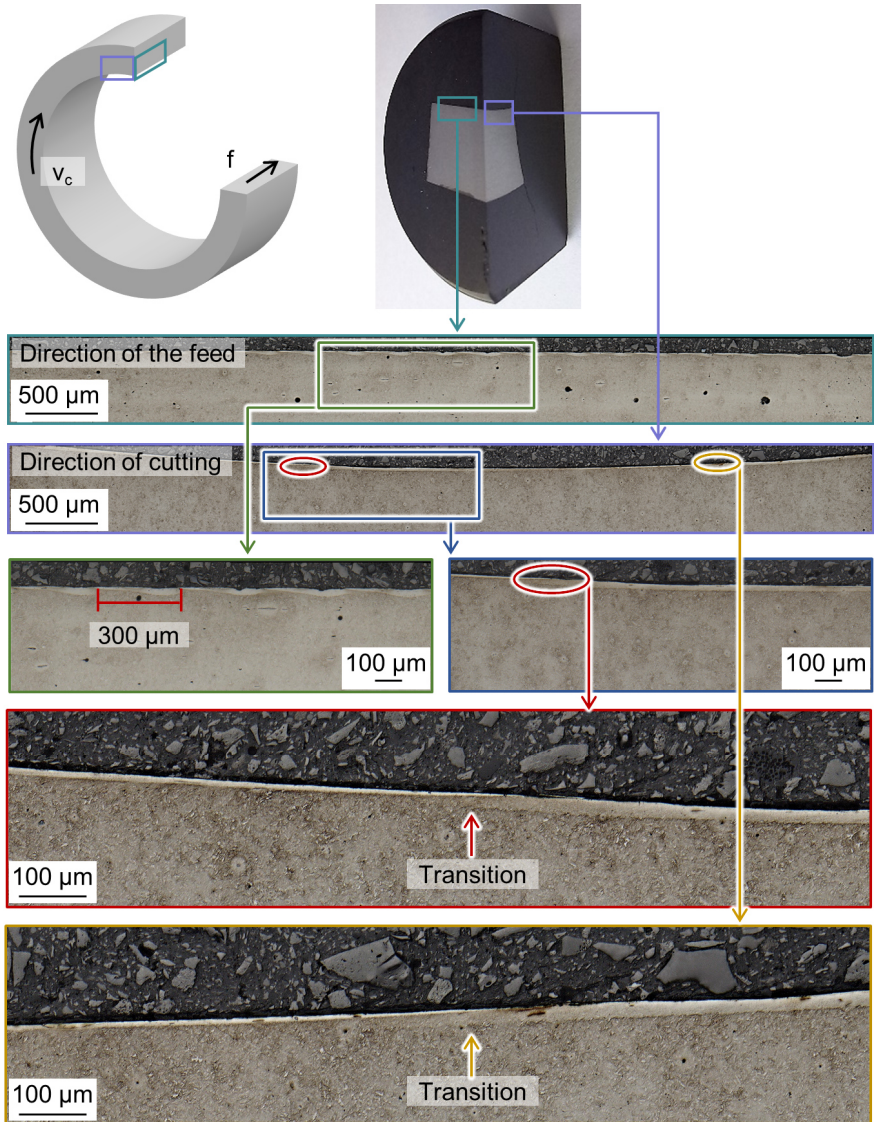 f
v_c
Direction of the feed
500 µm
Direction of cutting
500 µm
300 µm
100 µm
100 µm
Transition
100 µm
Transition
100 µm